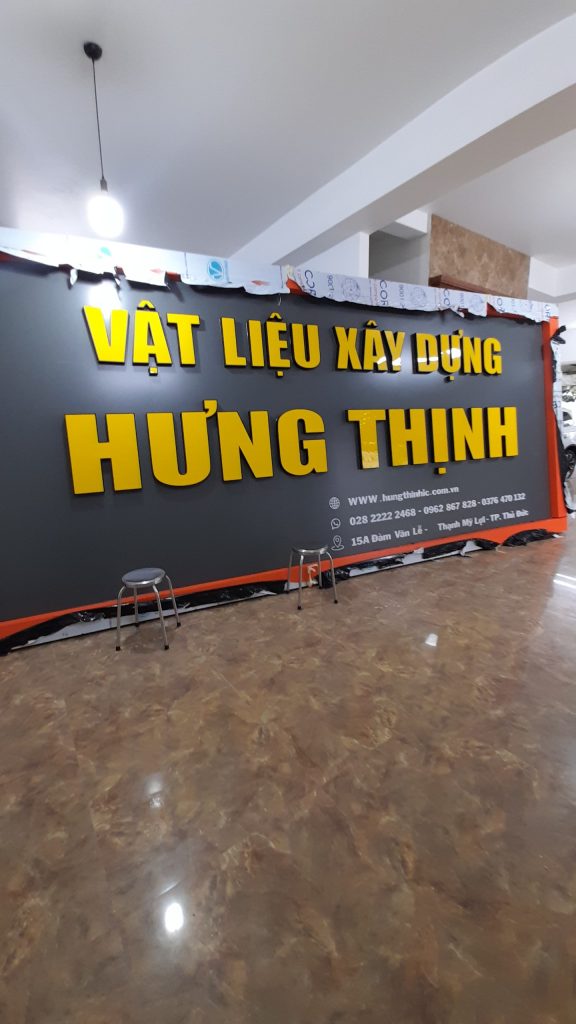 VẬT LIỆU XÂY DỰNG
HƯNG THỊNH
WWW.hungthinhic.com.vn
028 2222 2468 - 0962 867 828 - 0376 470 132
15A Đàm Văn Lễ - Thạnh Mỹ Lợi - TP. Thủ Đức